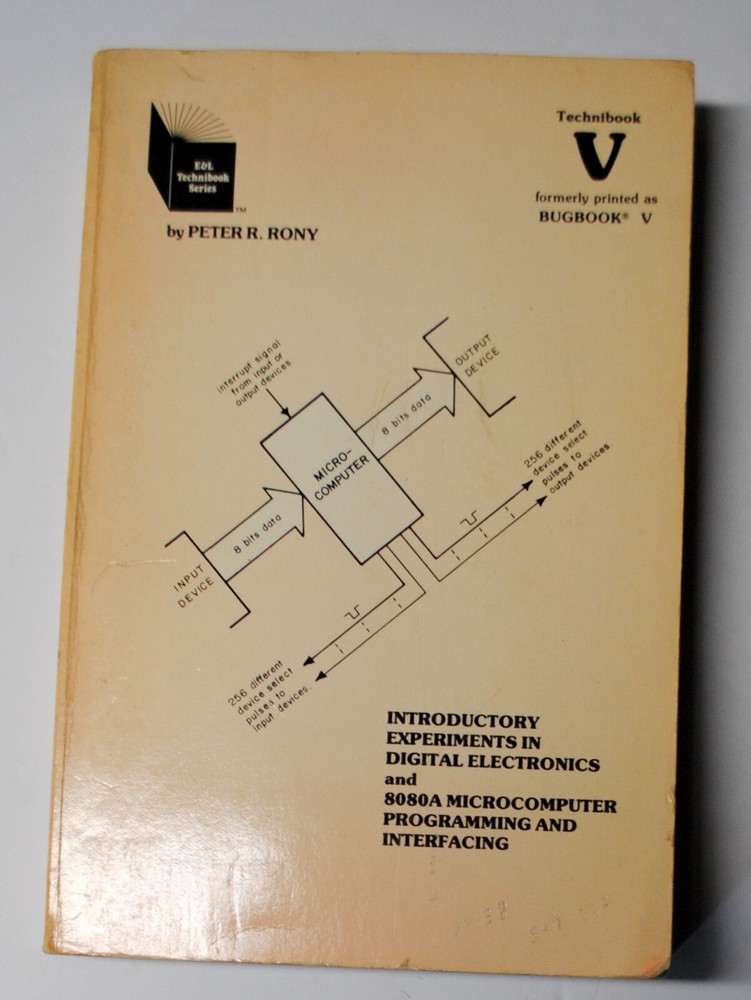 E&L
Technibook
Series
TM
by PETER R. RONY
Technibook
V
formerly printed as
BUGBOOK® V
interrupt signal
from input or
output devices
OUTPUT
DEVICE
8 bits data
MICRO-
COMPUTER
8 bits data
INPUT
DEVICE
256 different
device select
pulses to
output devices.
256 different
device select
pulses to
input devices.
INTRODUCTORY
EXPERIMENTS IN
DIGITAL ELECTRONICS
and
8080A MICROCOMPUTER
PROGRAMMING AND
INTERFACING